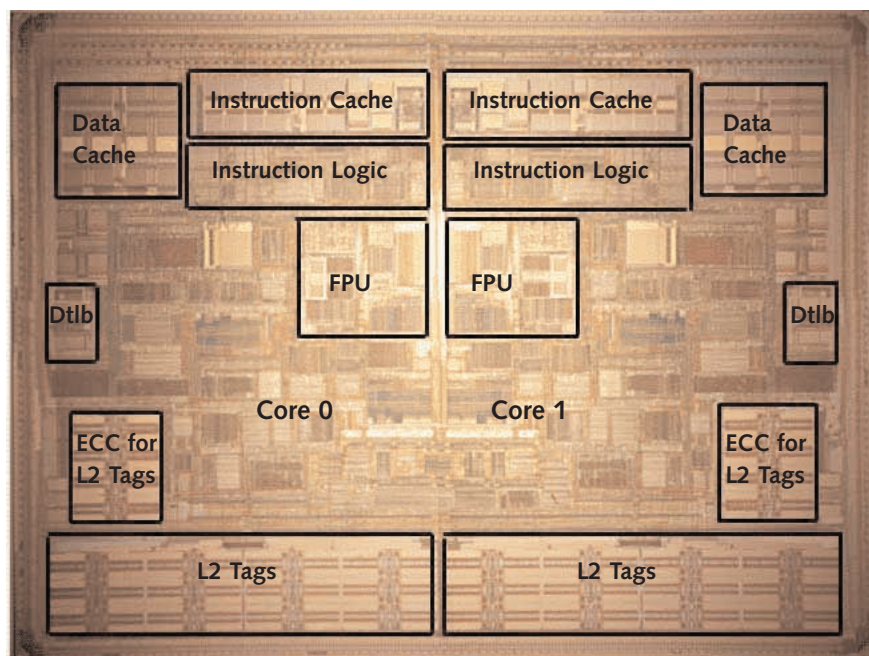 Instruction Cache
Instruction Cache
Data
Cache
Data
Cache
Instruction Logic
Instruction Logic
FPU
FPU
Dtlb
Dtlb
Core 0
Core 1
ECC for
L2 Tags
ECC for
L2 Tags
L2 Tags
L2 Tags